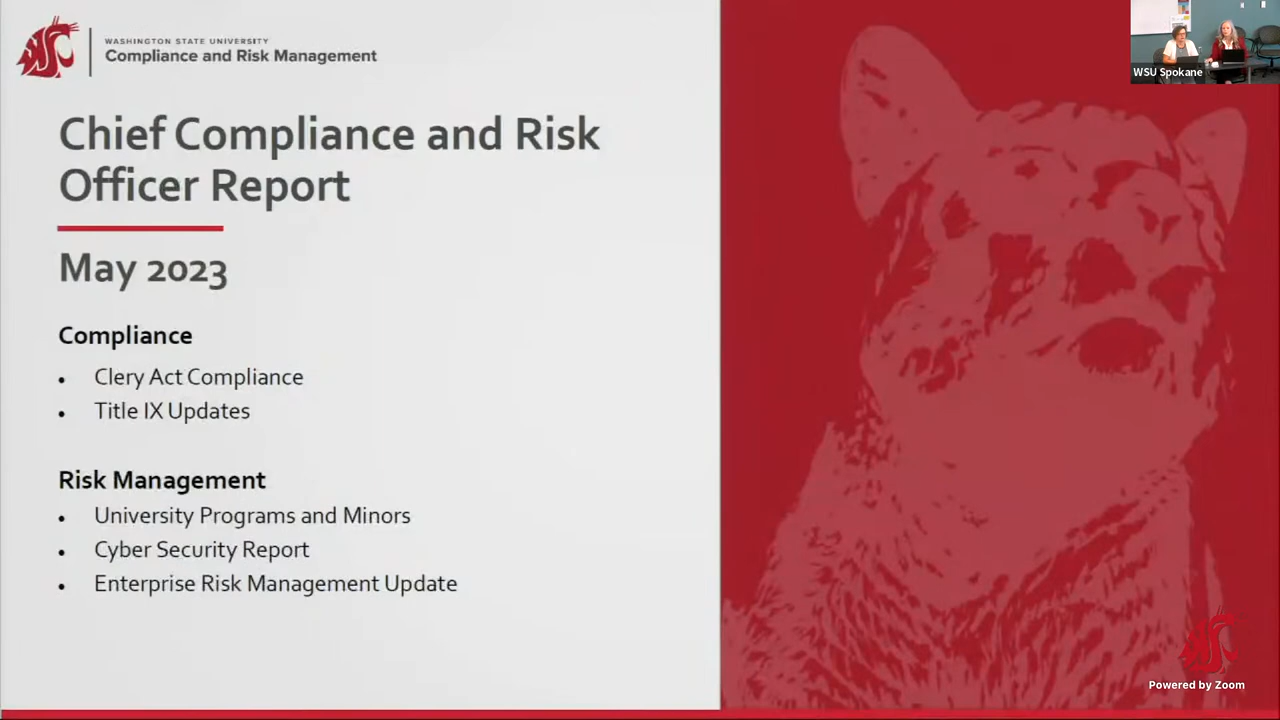 WASHINGTON STATE UNIVERSITY
Compliance and Risk Management
WSU Spokane
Chief Compliance and Risk
Officer Report
May 2023
Compliance
• Clery Act Compliance
• Title IX Updates
Risk Management
• University Programs and Minors
• Cyber Security Report
• Enterprise Risk Management Update
Powered by Zoom